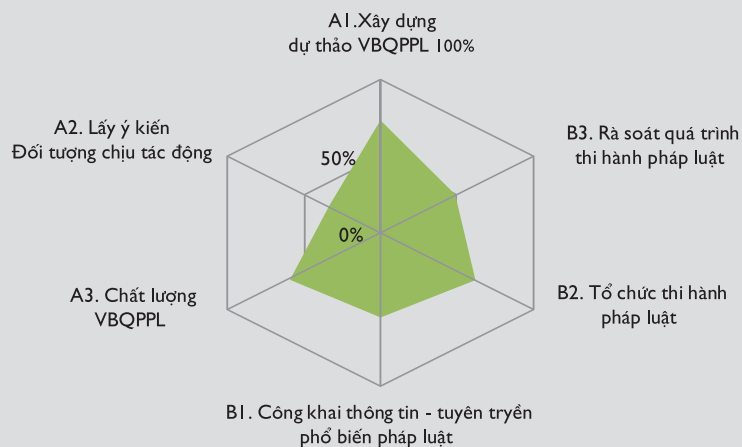 A1.Xây dựng
dự thảo VBQPPL 100%
A2. Lấy ý kiến
Đối tượng chịu tác động
B3. Rà soát quá trình
thi hành pháp luật
50%
0%
A3. Chất lượng
VBQPPL
B2. Tổ chức thi hành
pháp luật
B1. Công khai thông tin - tuyên tryền
phổ biến pháp luật